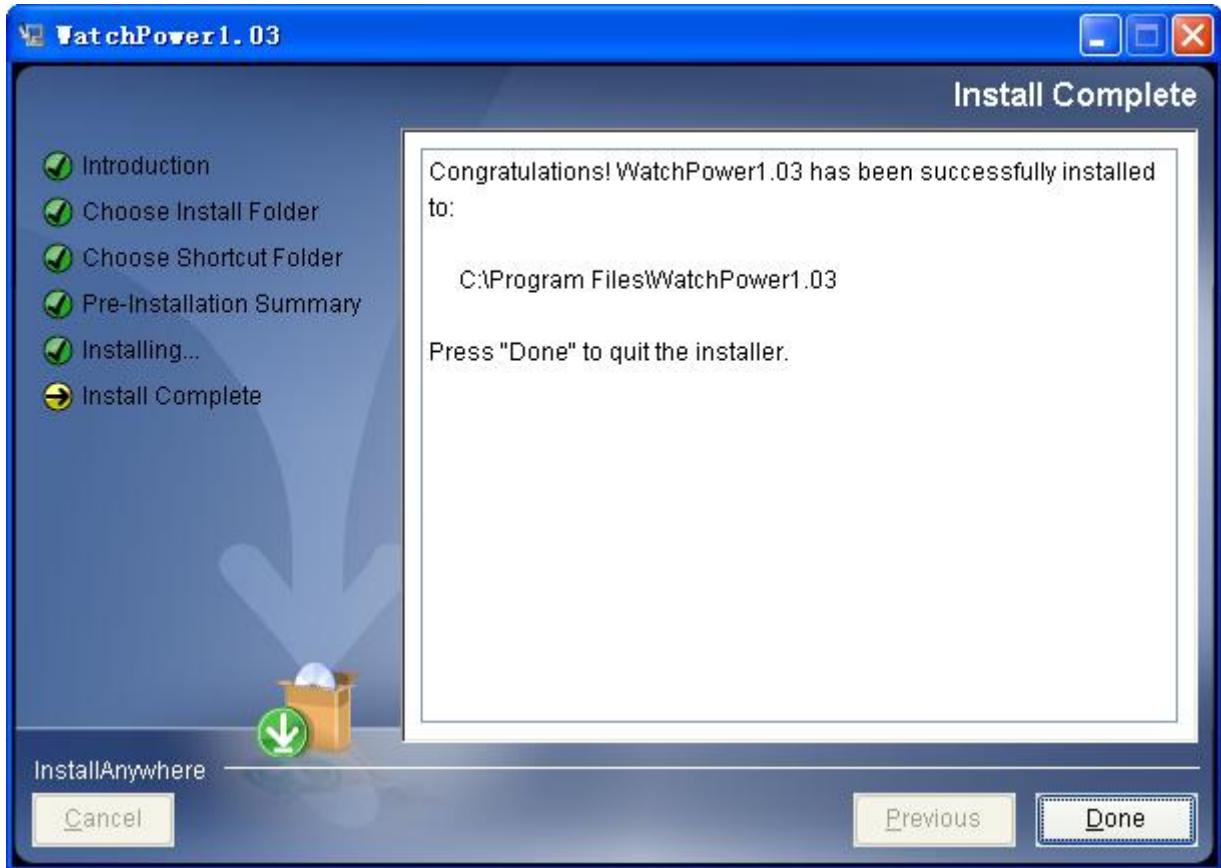 WatchPower1.03
Install Complete
Introduction
Choose Install Folder
Choose Shortcut Folder
Pre-Installation Summary
Installing...
Install Complete
Congratulations! WatchPower1.03 has been successfully installed
to:
C:\Program Files\WatchPower1.03
Press "Done" to quit the installer.
InstallAnywhere
Cancel
Previous
Done